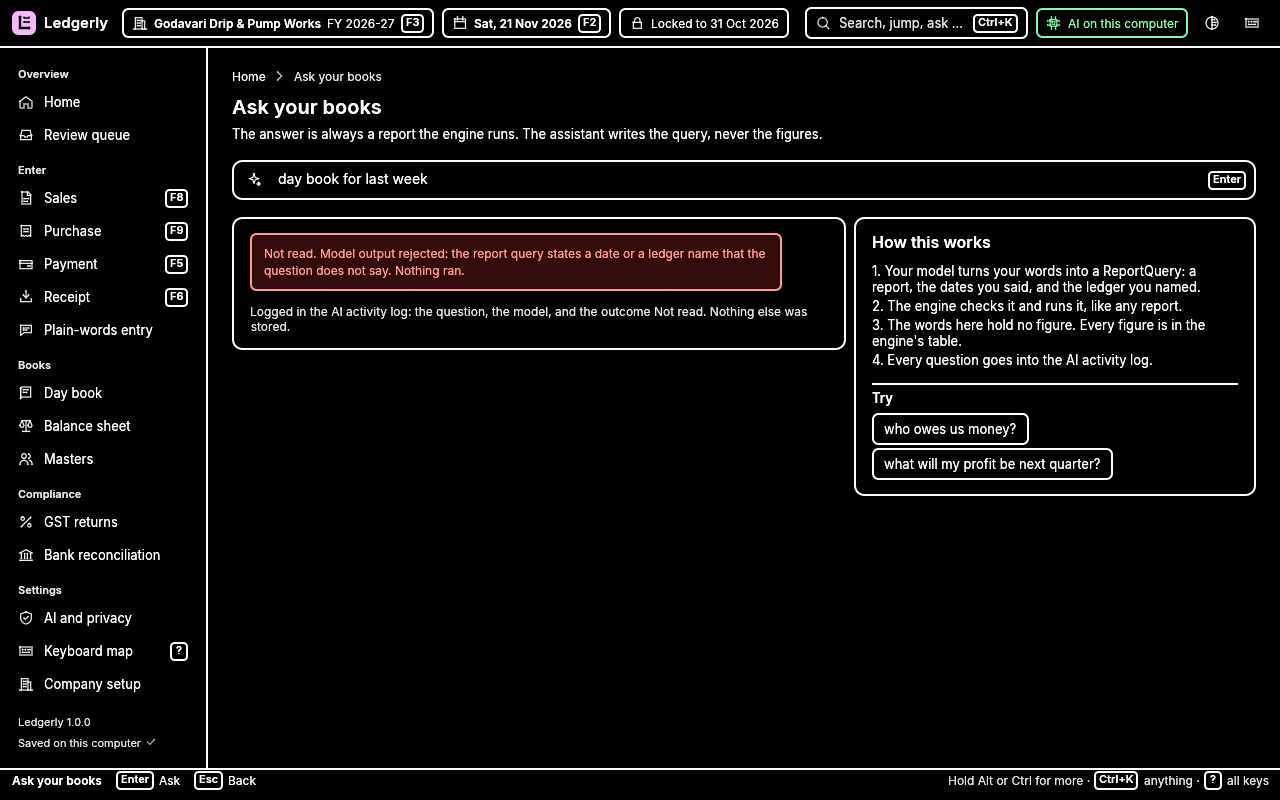 Ledgerly
Godavari Drip & Pump Works FY 2026-27 F3
Sat, 21 Nov 2026 F2
Locked to 31 Oct 2026
Search, jump, ask ... Ctrl+K
AI on this computer
Overview
Home
Review queue
Enter
Sales F8
Purchase F9
Payment F5
Receipt F6
Plain-words entry
Books
Day book
Balance sheet
Masters
Compliance
GST returns
Bank reconciliation
Settings
AI and privacy
Keyboard map ?
Company setup
Ledgerly 1.0.0
Saved on this computer
Home Ask your books
Ask your books
The answer is always a report the engine runs. The assistant writes the query, never the figures.
day book for last week Enter
Not read. Model output rejected: the report query states a date or a ledger name that the
question does not say. Nothing ran.
Logged in the AI activity log: the question, the model, and the outcome Not read. Nothing else was
stored.
How this works
1. Your model turns your words into a ReportQuery: a
report, the dates you said, and the ledger you named.
2. The engine checks it and runs it, like any report.
3. The words here hold no figure. Every figure is in the
engine's table.
4. Every question goes into the AI activity log.
Try
who owes us money?
what will my profit be next quarter?
Ask your books Enter Ask Esc Back
Hold Alt or Ctrl for more · Ctrl+K anything · ? all keys